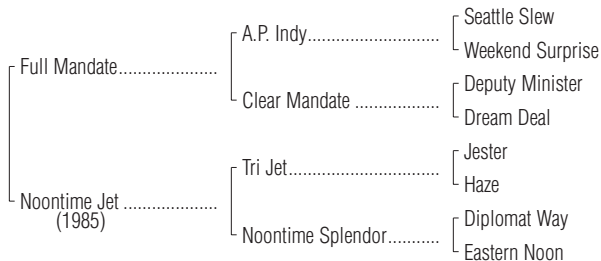 Seattle Slew
A.P. Indy
Weekend Surprise
Full Mandate
Deputy Minister
Clear Mandate
Dream Deal
Jester
Tri Jet
Haze
Noontime Jet
(1985)
Diplomat Way
Noontime Splendor
Eastern Noon